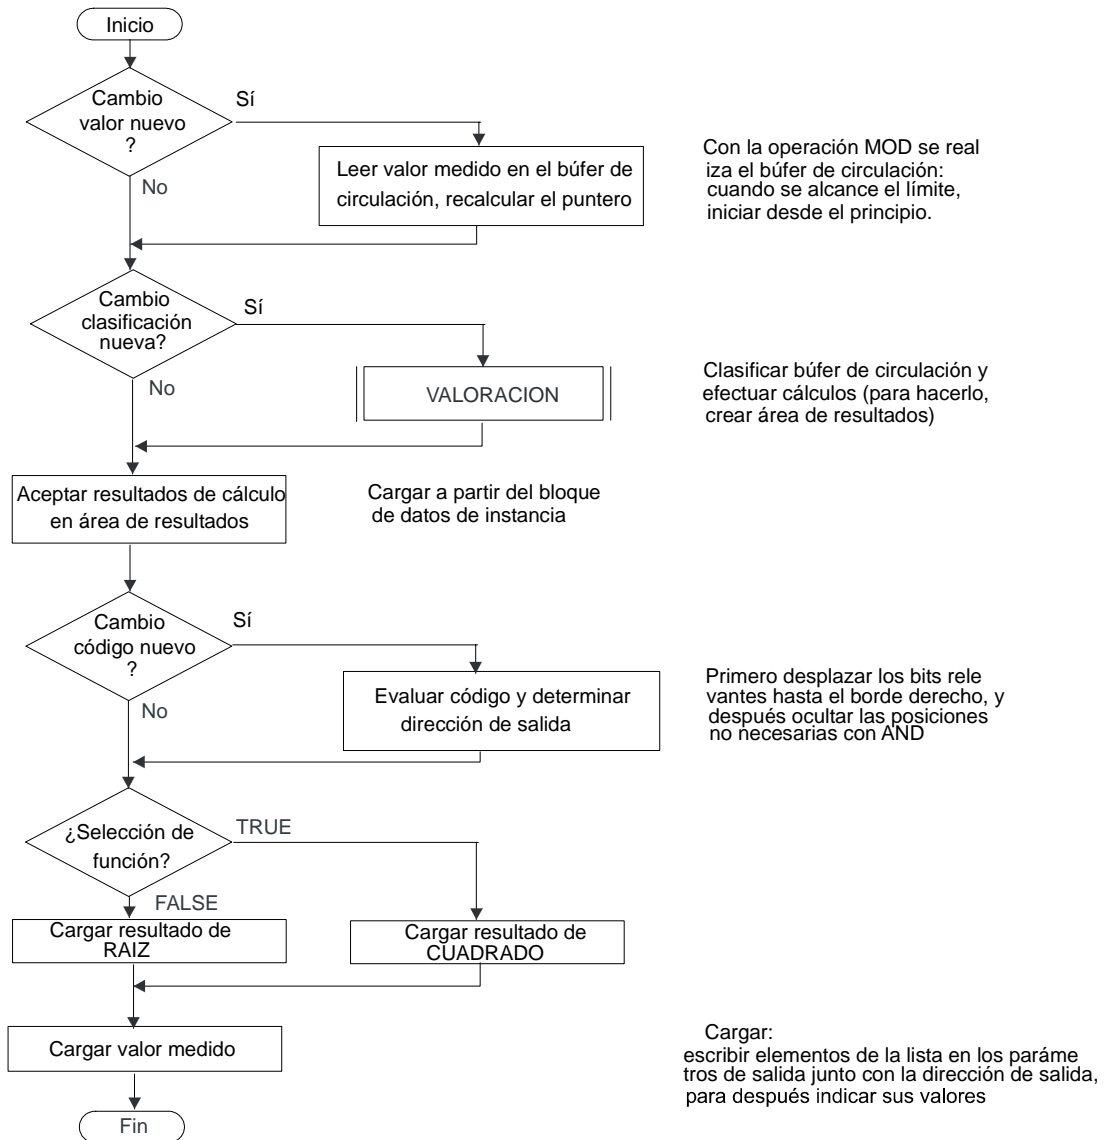 Inicio
Cambio
valor nuevo
?
Sí
No
Leer valor medido en el búfer de
circulación, recalcular el puntero
Con la operación MOD se real
iza el búfer de circulación:
cuando se alcance el límite,
iniciar desde el principio.
Cambio
clasificación
nueva?
Sí
No
VALORACION
Clasificar búfer de circulación y
efectuar cálculos (para hacerlo,
crear área de resultados)
Aceptar resultados de cálculo
en área de resultados
Cargar a partir del bloque
de datos de instancia
Cambio
código nuevo
?
Sí
No
Evaluar código y determinar
dirección de salida
Primero desplazar los bits rele
vantes hasta el borde derecho, y
después ocultar las posiciones
no necesarias con AND
¿Selección de
función?
TRUE
FALSE
Cargar resultado de
RAIZ
Cargar resultado de
CUADRADO
Cargar valor medido
Cargar:
escribir elementos de la lista en los paráme
tros de salida junto con la dirección de salida,
para después indicar sus valores
Fin